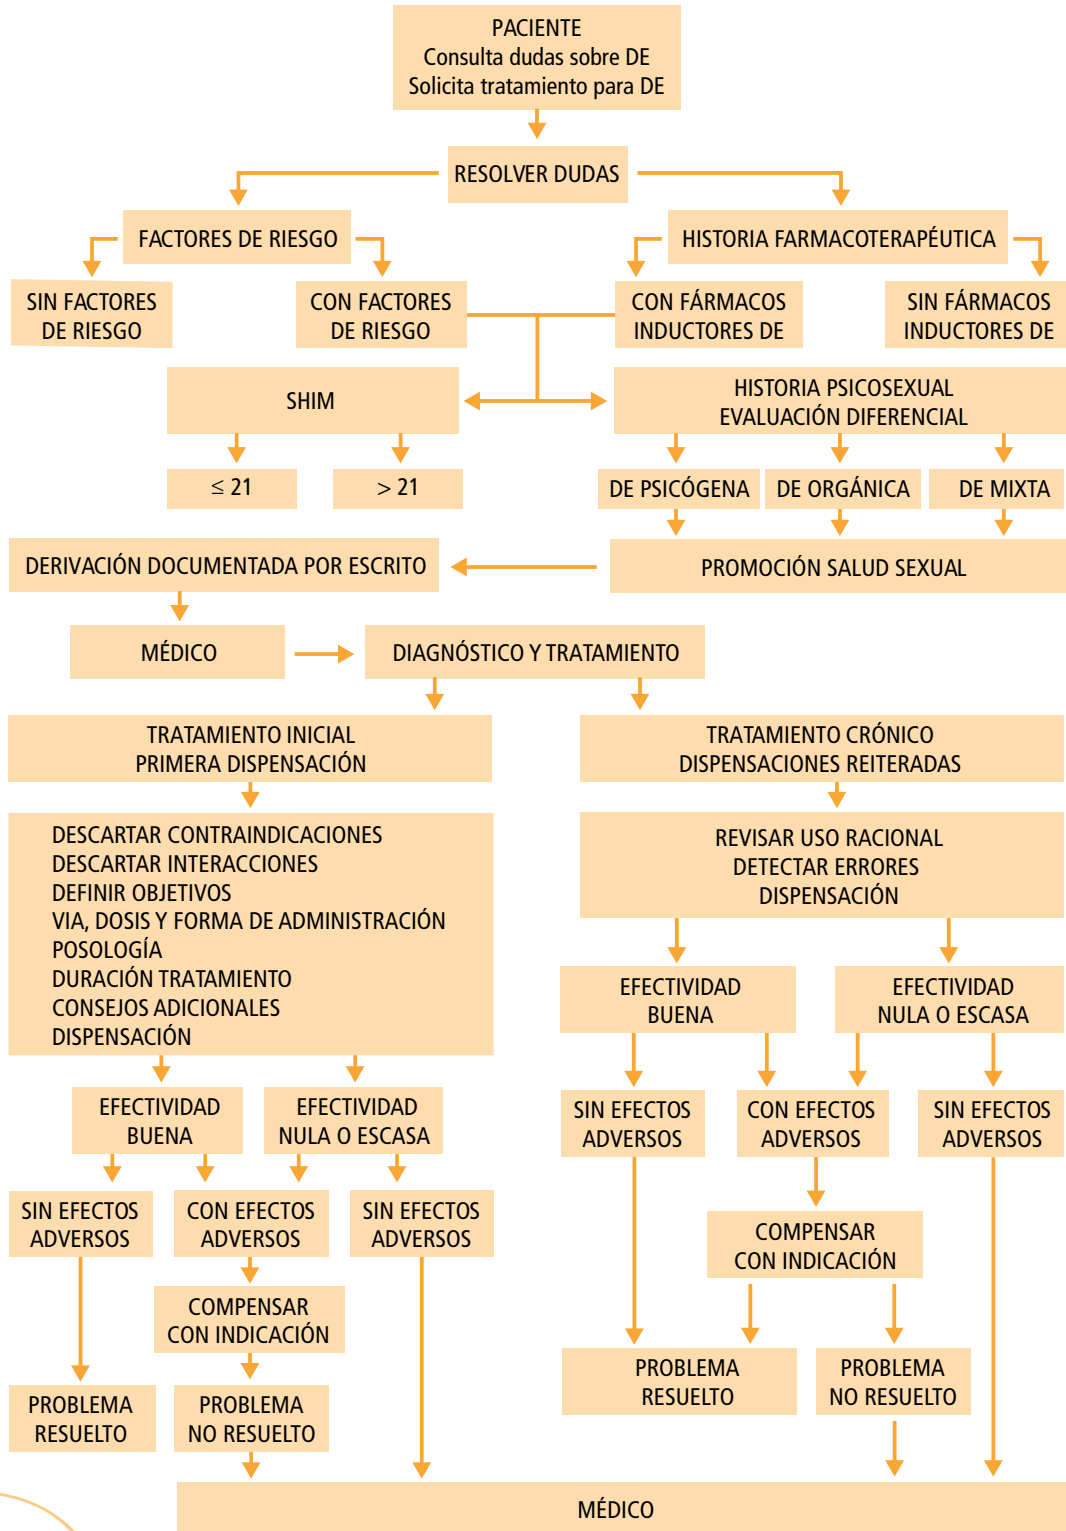 PACIENTE
Consulta dudas sobre DE
Solicita tratamiento para DE
RESOLVER DUDAS
FACTORES DE RIESGO
HISTORIA FARMACOTERAPÉUTICA
SIN FACTORES
DE RIESGO
CON FACTORES
DE RIESGO
CON FÁRMACOS
INDUCTORES DE
SIN FÁRMACOS
INDUCTORES DE
SHIM
HISTORIA PSICOSEXUAL
EVALUACIÓN DIFERENCIAL
≤ 21
> 21
DE PSICÓGENA
DE ORGÁNICA
DE MIXTA
DERIVACIÓN DOCUMENTADA POR ESCRITO
PROMOCIÓN SALUD SEXUAL
MÉDICO
DIAGNÓSTICO Y TRATAMIENTO
TRATAMIENTO INICIAL
PRIMERA DISPENSACIÓN
TRATAMIENTO CRÓNICO
DISPENSACIONES REITERADAS
DESCARTAR CONTRAINDICACIONES
DESCARTAR INTERACCIONES
DEFINIR OBJETIVOS
VIA, DOSIS Y FORMA DE ADMINISTRACIÓN
POSOLOGÍA
DURACIÓN TRATAMIENTO
CONSEJOS ADICIONALES
DISPENSACIÓN
REVISAR USO RACIONAL
DETECTAR ERRORES
DISPENSACIÓN
EFECTIVIDAD
BUENA
EFECTIVIDAD
NULA O ESCASA
EFECTIVIDAD
BUENA
EFECTIVIDAD
NULA O ESCASA
SIN EFECTOS
ADVERSOS
CON EFECTOS
ADVERSOS
SIN EFECTOS
ADVERSOS
SIN EFECTOS
ADVERSOS
CON EFECTOS
ADVERSOS
SIN EFECTOS
ADVERSOS
COMPENSAR
CON INDICACIÓN
COMPENSAR
CON INDICACIÓN
PROBLEMA
RESUELTO
PROBLEMA
NO RESUELTO
PROBLEMA
RESUELTO
PROBLEMA
NO RESUELTO
MÉDICO